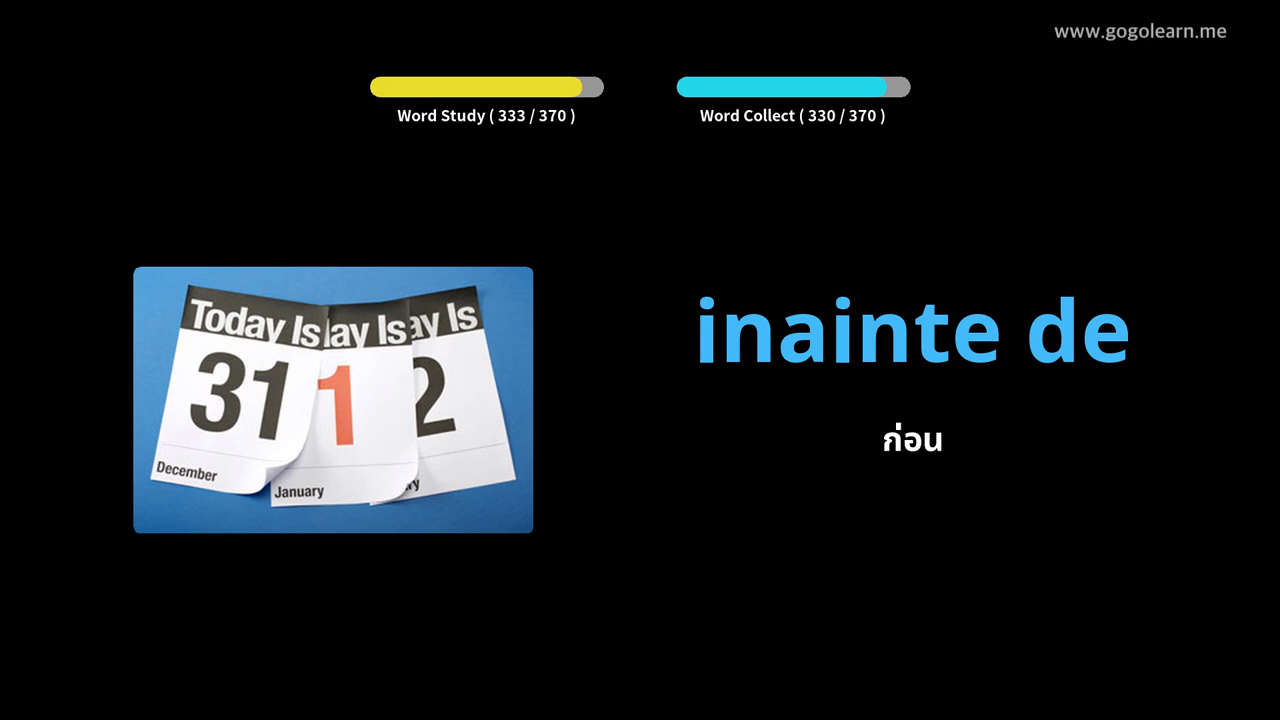 www.gogolearn.me
Word Study ( 333 / 370 )
Word Collect ( 330 / 370 )
Today Is
ay Is
ay Is
31
1
2
December
January
ry
inainte de
ก่อน